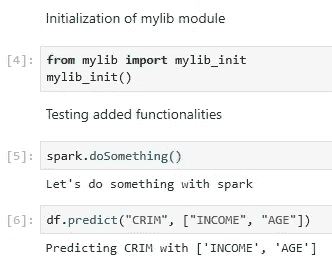 Initialization of mylib module
[4]: from mylib import mylib_init
mylib_init()
Testing added functionalities
[5]: spark.doSomething()
Let's do something with spark
[6]: df.predict("CRIM", ["INCOME", "AGE"])
Predicting CRIM with ['INCOME', 'AGE']